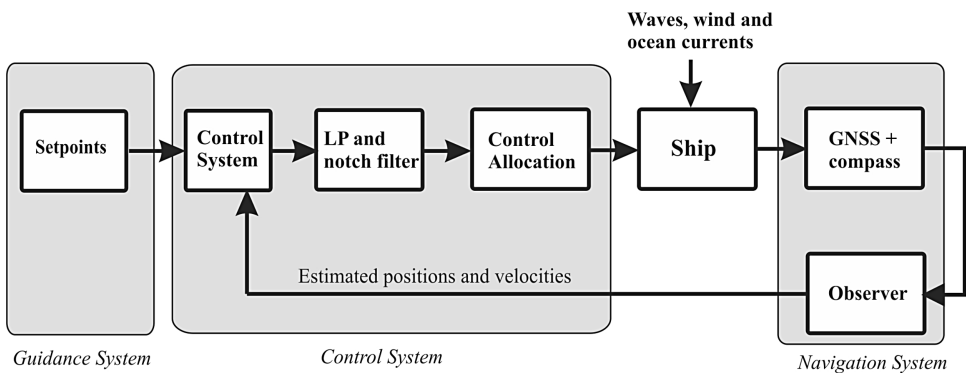 Waves, wind and
ocean currents
Setpoints
Control
System
LP and
notch filter
Control
Allocation
Ship
GNSS +
compass
Estimated positions and velocities
Observer
Guidance System
Control System
Navigation System